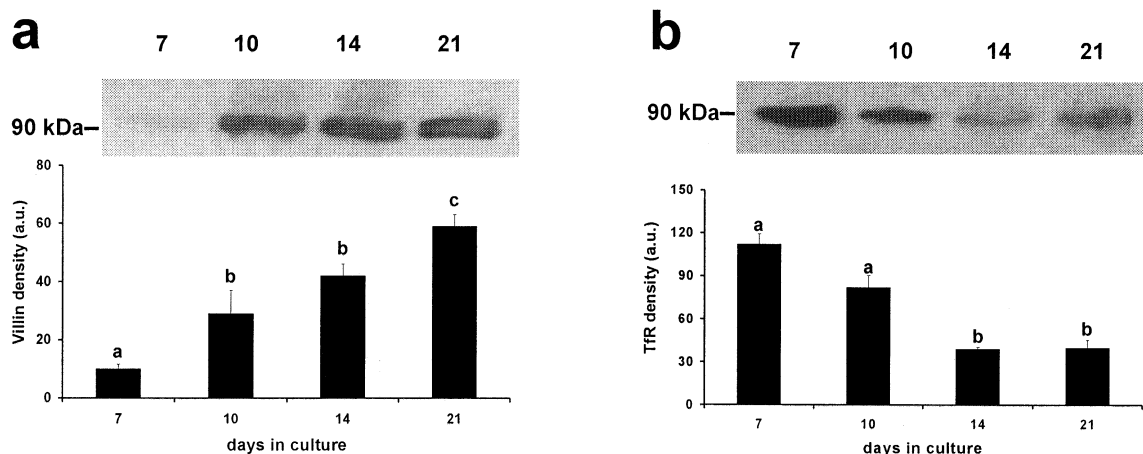 a
7 10 14 21
90 kDa–
Villin density (a.u.)
80
60
40
20
0
a
b
b
c
7 10 14 21
days in culture
b
7 10 14 21
90 kDa–
TfR density (a.u.)
150
120
90
60
30
0
a
a
b
b
7 10 14 21
days in culture